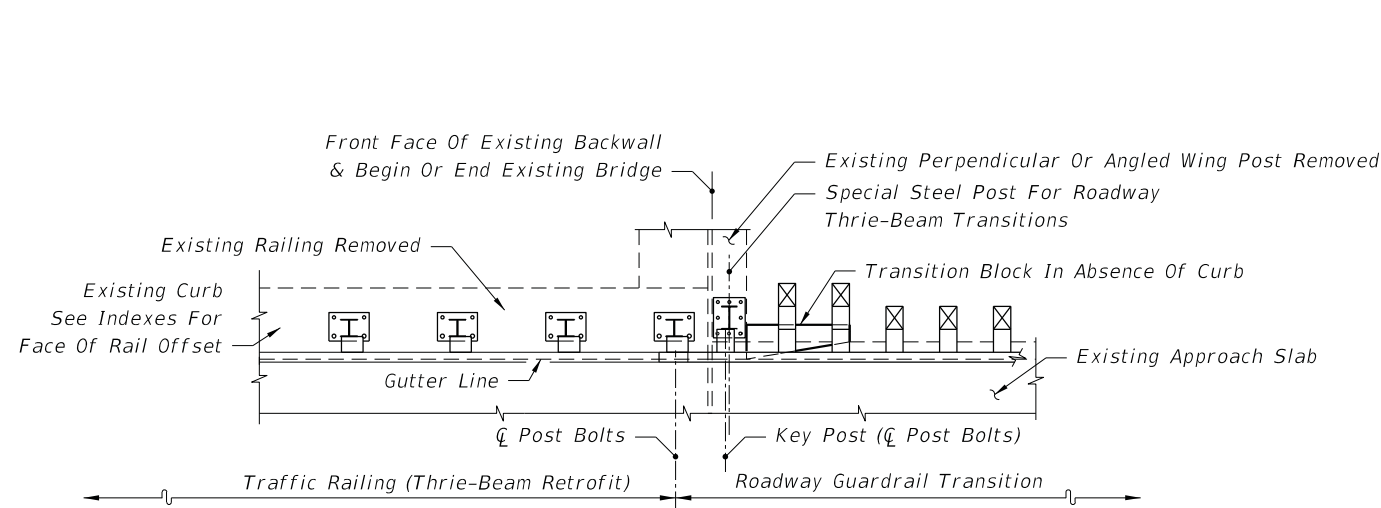 Front Face Of Existing Backwall
& Begin Or End Existing Bridge
Existing Perpendicular Or Angled Wing Post Removed
Special Steel Post For Roadway
Thrie-Beam Transitions
Existing Railing Removed
Transition Block In Absence Of Curb
Existing Curb
See Indexes For
Face Of Rail Offset
Existing Approach Slab
Gutter Line
℄ Post Bolts
Key Post (℄ Post Bolts)
Traffic Railing (Thrie-Beam Retrofit)
Roadway Guardrail Transition